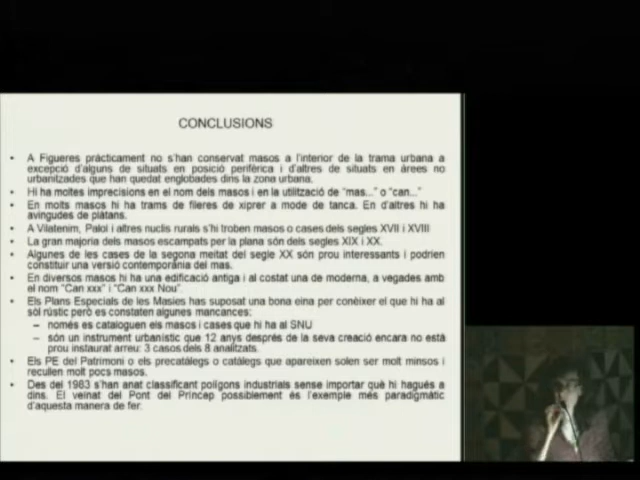 CONCLUSIONS
• A Figueres pràcticament no s'han conservat masos a l'interior de la trama urbana a
excepció d'alguns de situats en posició perifèrica i d'altres de situats en àrees no
urbanitzades que han quedat englobades dins la zona urbana.
• Hi ha moltes imprecisions en el nom dels masos i en la utilització de "mas..." o "can..."
• En molts masos hi ha trams de fileres de xiprer a mode de tanca. En d'altres hi ha
avingudes de plàtans.
• A Vilatenim, Palol i altres nuclis rurals s'hi troben masos o cases dels segles XVII i XVIII
• La gran majoria dels masos escampats per la plana són dels segles XIX i XX.
• Algunes de les cases de la segona meitat del segle XX són prou interessants i podrien
constituir una versió contemporània del mas.
• En diversos masos hi ha una edificació antiga i al costat una de moderna, a vegades amb
el nom "Can xxx" i "Can xxx Nou".
• Els Plans Especials de les Masies han suposat una bona eina per conèixer el que hi ha al
sòl rústic però es constaten algunes mancances:
– només es cataloguen els masos i cases que hi ha al SNU
– són un instrument urbanístic que 12 anys després de la seva creació encara no està
prou instaurat arreu: 3 casos dels 8 analitzats.
• Els PE del Patrimoni o els precatàlegs o catàlegs que apareixen solen ser molt minsos i
recullen molt pocs masos.
• Des del 1983 s'han anat classificant polígons industrials sense importar què hi hagués a
dins. El veïnat del Pont del Príncep possiblement és l'exemple més paradigmàtic
d'aquesta manera de fer.